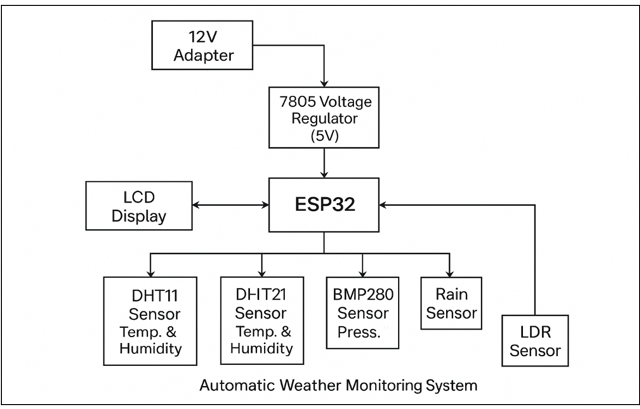 12V
Adapter
7805 Voltage
Regulator
(5V)
LCD
Display
ESP32
DHT11
Sensor
Temp. &
Humidity
DHIT21
Sensor
Temp. &
Humidity
BMP280
Sensor
Press.
Rain
Sensor
LDR
Sensor
Automatic Weather Monitoring System